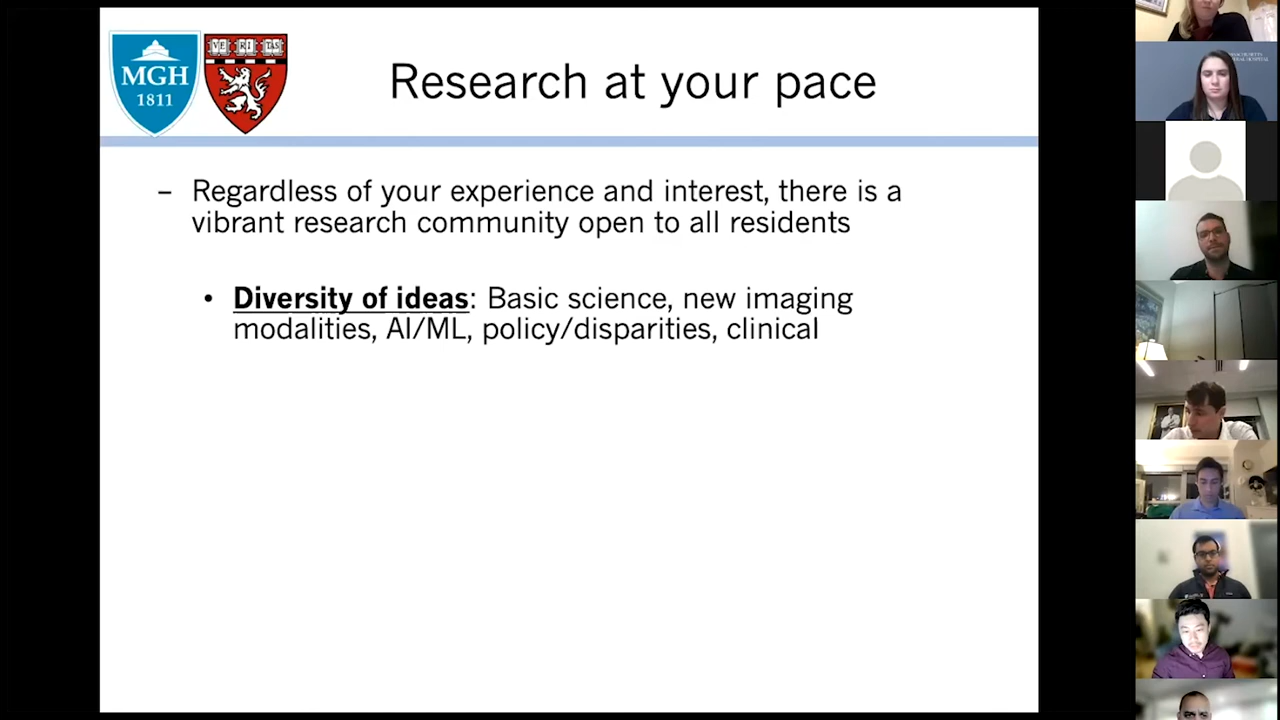 MGH
1811
VE RI TAS
Research at your pace
– Regardless of your experience and interest, there is a
vibrant research community open to all residents
• Diversity of ideas: Basic science, new imaging
modalities, AI/ML, policy/disparities, clinical